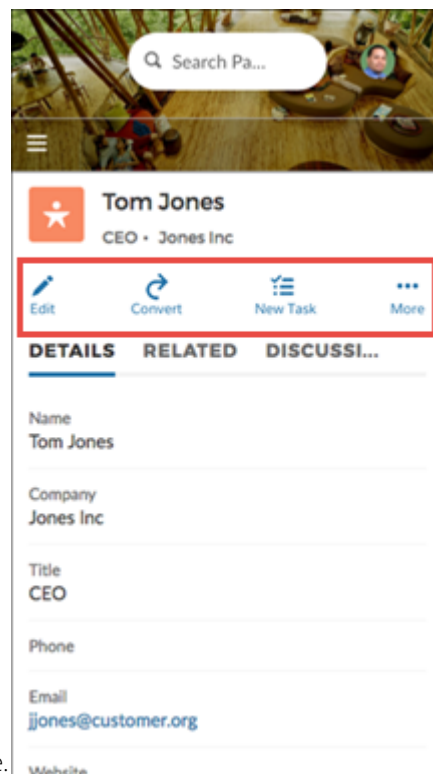 Search Pa...
Tom Jones
CEO • Jones Inc
Edit Convert New Task More
DETAILS RELATED DISCUSSI...
Name
Tom Jones
Company
Jones Inc
Title
CEO
Phone
Email
jjones@customer.org
e. Website